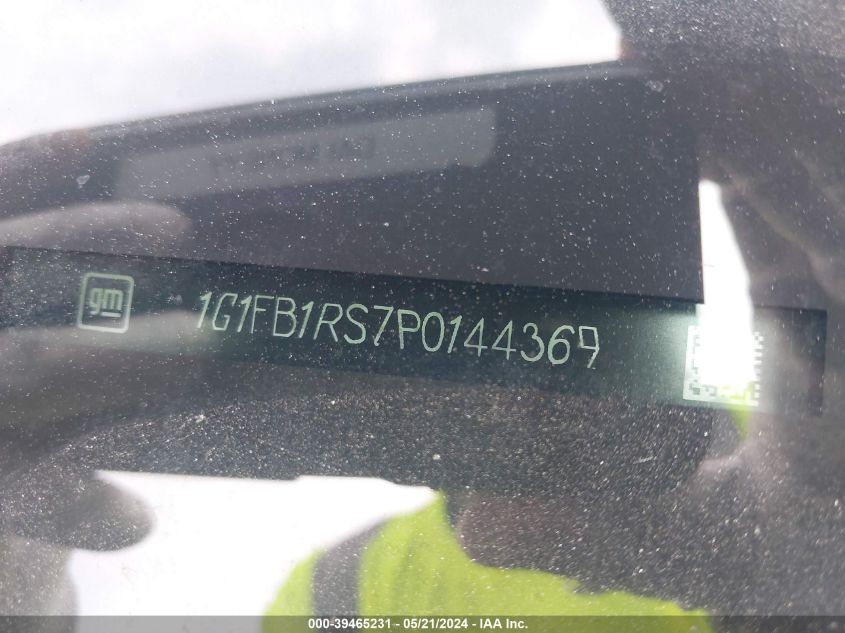 gm 1G1FB1RS7P0144369
000-39465231 - 05/21/2024 - IAA Inc.